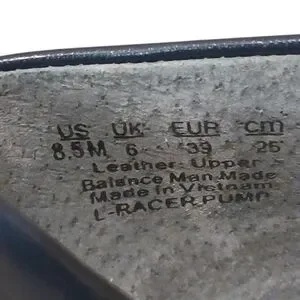 US UK EUR cm
8.5M 6 39 25
Leather Upper
Balance Man Made
Made in Vietnam
L-RACER PUMP